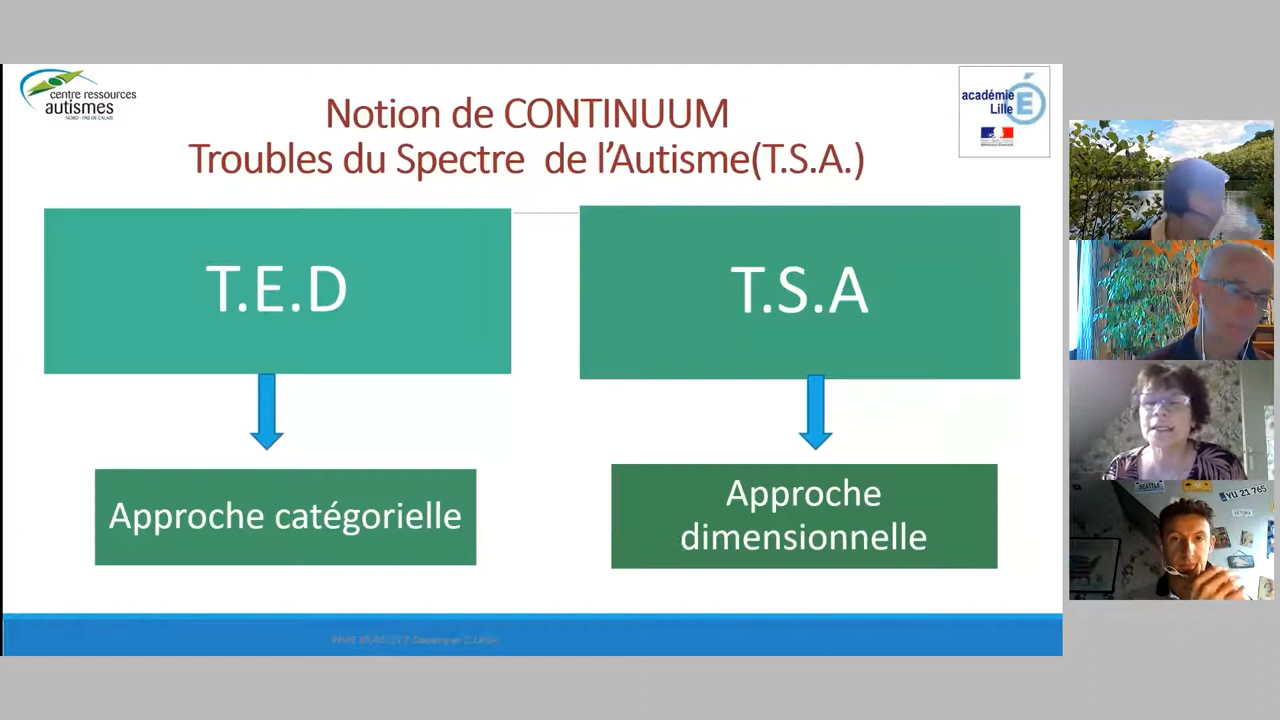 centre ressources
autismes
NORD - PAS DE CALAIS
Notion de CONTINUUM
Troubles du Spectre de l’Autisme(T.S.A.)
académie
Lille
T.E.D
T.S.A
Approche catégorielle
Approche
dimensionnelle
SEATTLE
YU 21 765